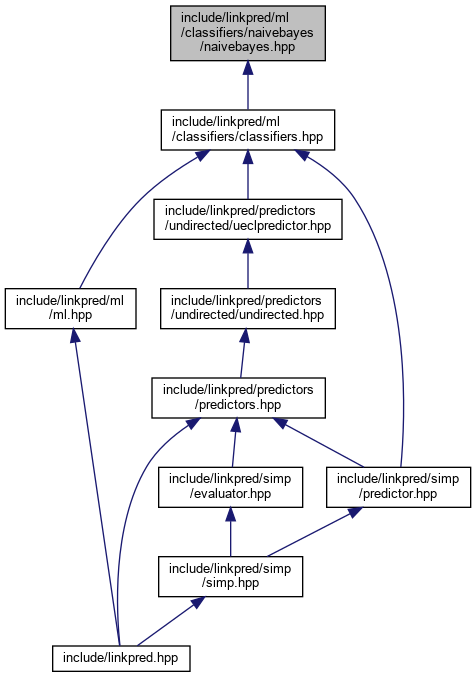 include/linkpred/ml
/classifiers/naivebayes
/naivebayes.hpp
include/linkpred/ml
/classifiers/classifiers.hpp
include/linkpred/predictors
/undirected/ueclpredictor.hpp
include/linkpred/ml
/ml.hpp
include/linkpred/predictors
/undirected/undirected.hpp
include/linkpred/predictors
/predictors.hpp
include/linkpred/simp
/evaluator.hpp
include/linkpred/simp
/predictor.hpp
include/linkpred/simp
/simp.hpp
include/linkpred.hpp